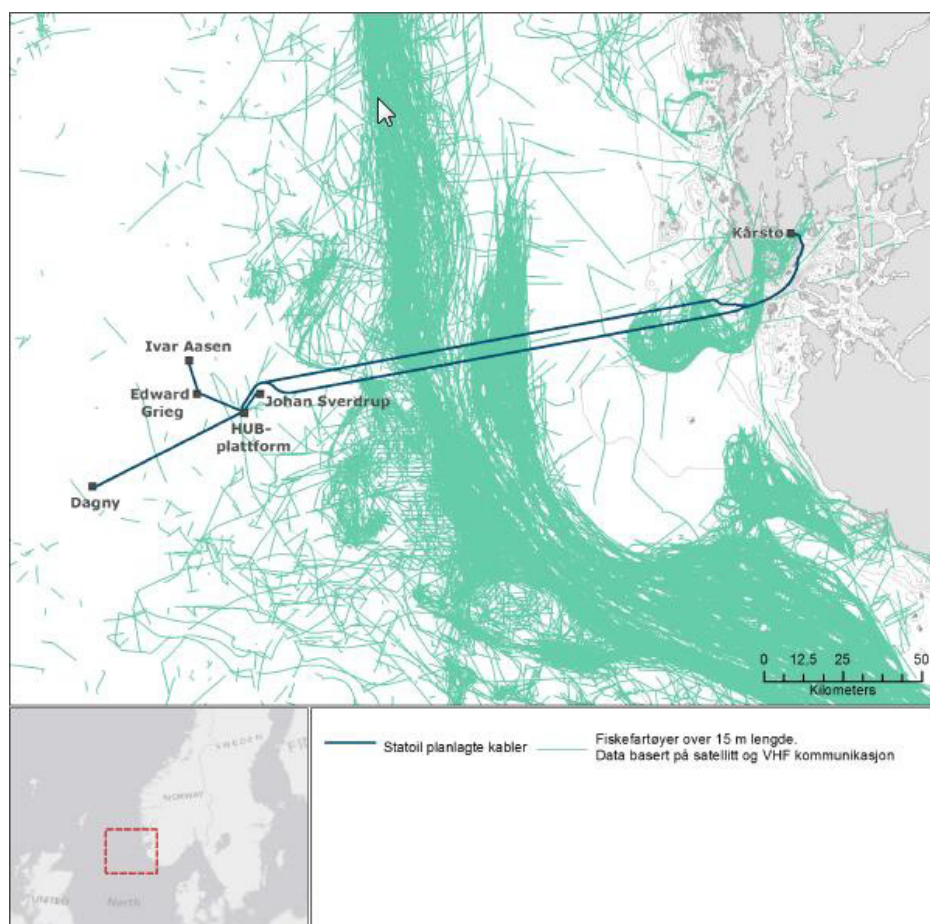 Kårstø
Ivar Aasen
Edward
Grieg
Johan Sverdrup
HUB-
plattform
Dagny
0 12,5 25 50
Kilometers
SWEDEN
NORWAY
UNITED
North
Statoil planlagte kabler
Fiskefartøyer over 15 m lengde.
Data basert på satellitt og VHF kommunikasjon